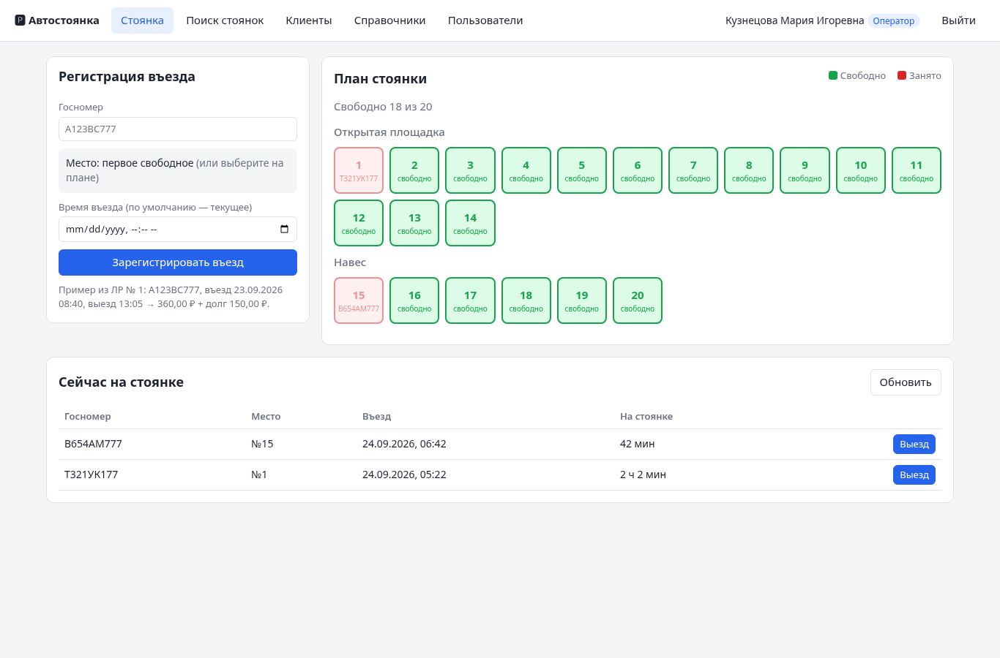 🅿 Автостоянка Стоянка Поиск стоянок Клиенты Справочники Пользователи Кузнецова Мария Игоревна Оператор Выйти
Регистрация въезда
Госномер
А123ВС777
Место: первое свободное (или выберите на
плане)
Время въезда (по умолчанию — текущее)
mm/dd/yyyy, --:-- --
Зарегистрировать въезд
Пример из ЛР № 1: А123ВС777, въезд 23.09.2026
08:40, выезд 13:05 → 360,00 ₽ + долг 150,00 ₽.
План стоянки
Свободно Занято
Свободно 18 из 20
Открытая площадка
1 2 3 4 5 6 7 8 9 10 11
Т321УК177 свободно свободно свободно свободно свободно свободно свободно свободно свободно свободно
12 13 14
свободно свободно свободно
Навес
15 16 17 18 19 20
В654АМ777 свободно свободно свободно свободно свободно
Сейчас на стоянке
Обновить
Госномер Место Въезд На стоянке
В654АМ777 №15 24.09.2026, 06:42 42 мин Выезд
Т321УК177 №1 24.09.2026, 05:22 2 ч 2 мин Выезд